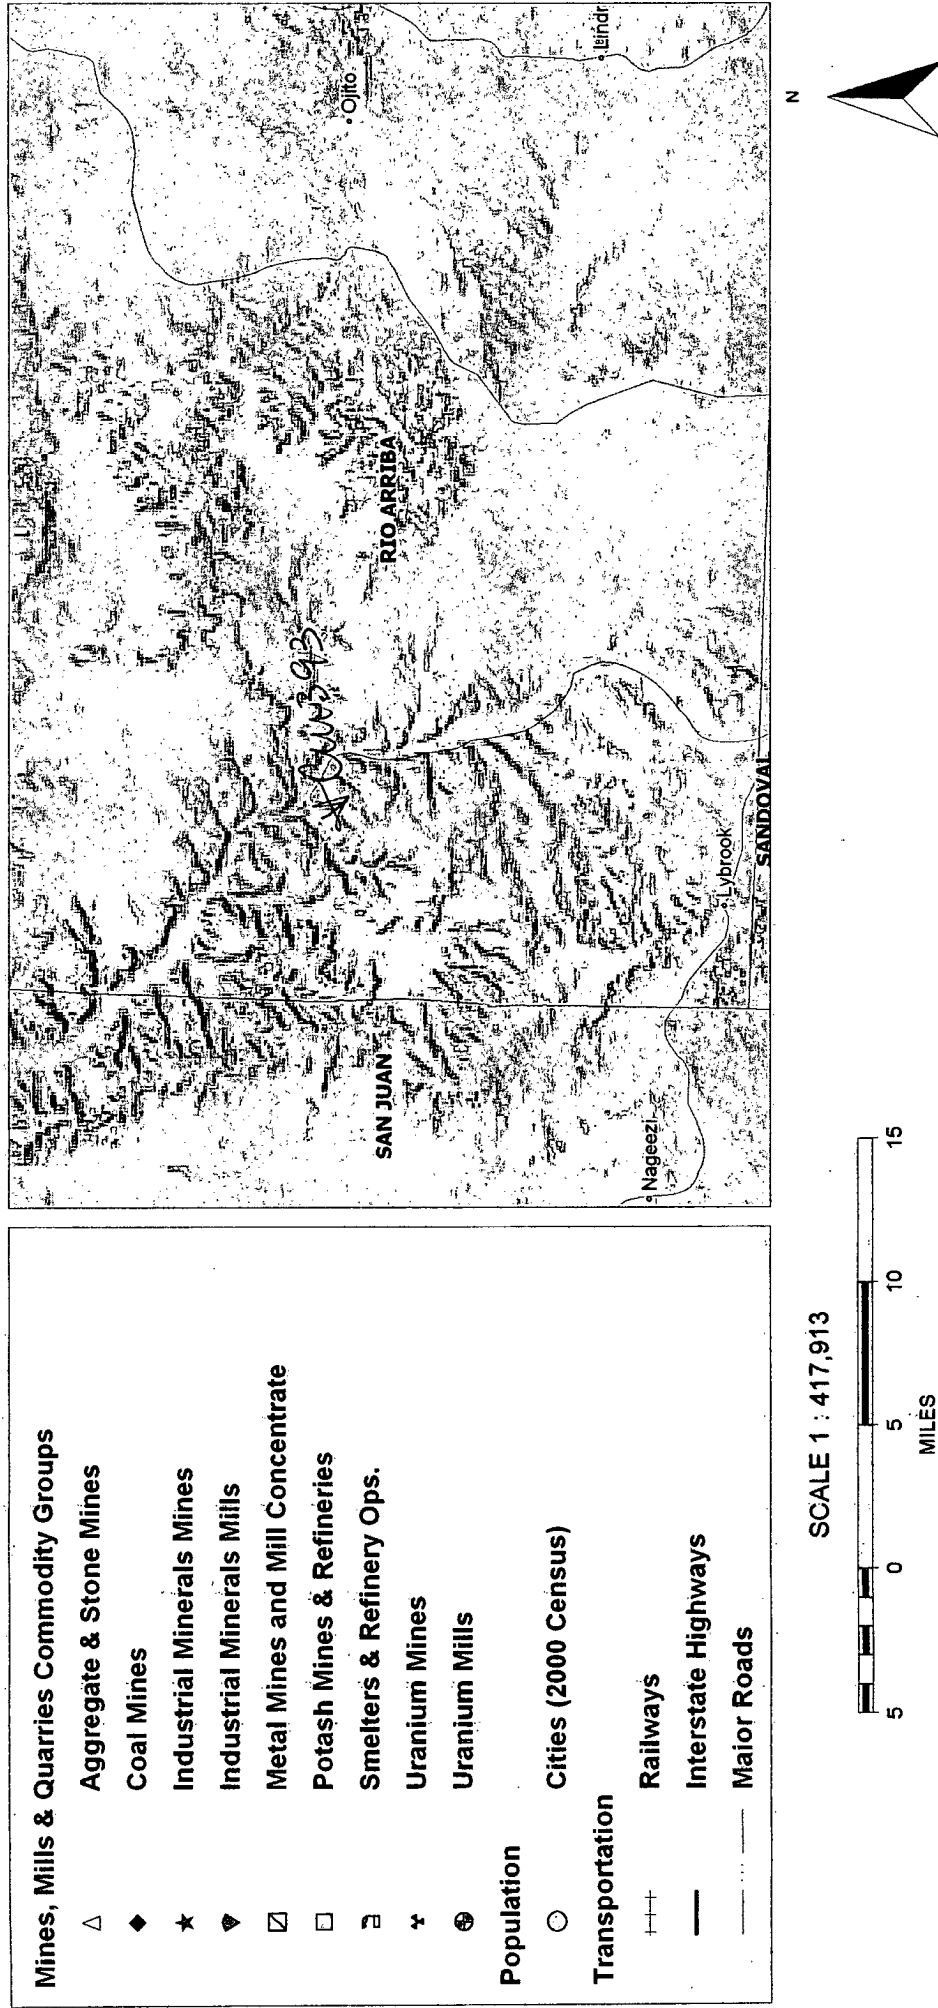 Mines, Mills & Quarries Commodity Groups
Aggregate & Stone Mines
Coal Mines
Industrial Minerals Mines
Industrial Minerals Mills
Metal Mines and Mill Concentrate
Potash Mines & Refineries
Smelters & Refinery Ops.
Uranium Mines
Uranium Mills
Population
Cities (2000 Census)
Transportation
Railways
Interstate Highways
Major Roads
SAN JUAN
RIO ARRIBA
Ojito
Lindr
Nageezi
Lybrook
SANDOVAL
N
SCALE 1 : 417,913
5 0 5 10 15
MILES